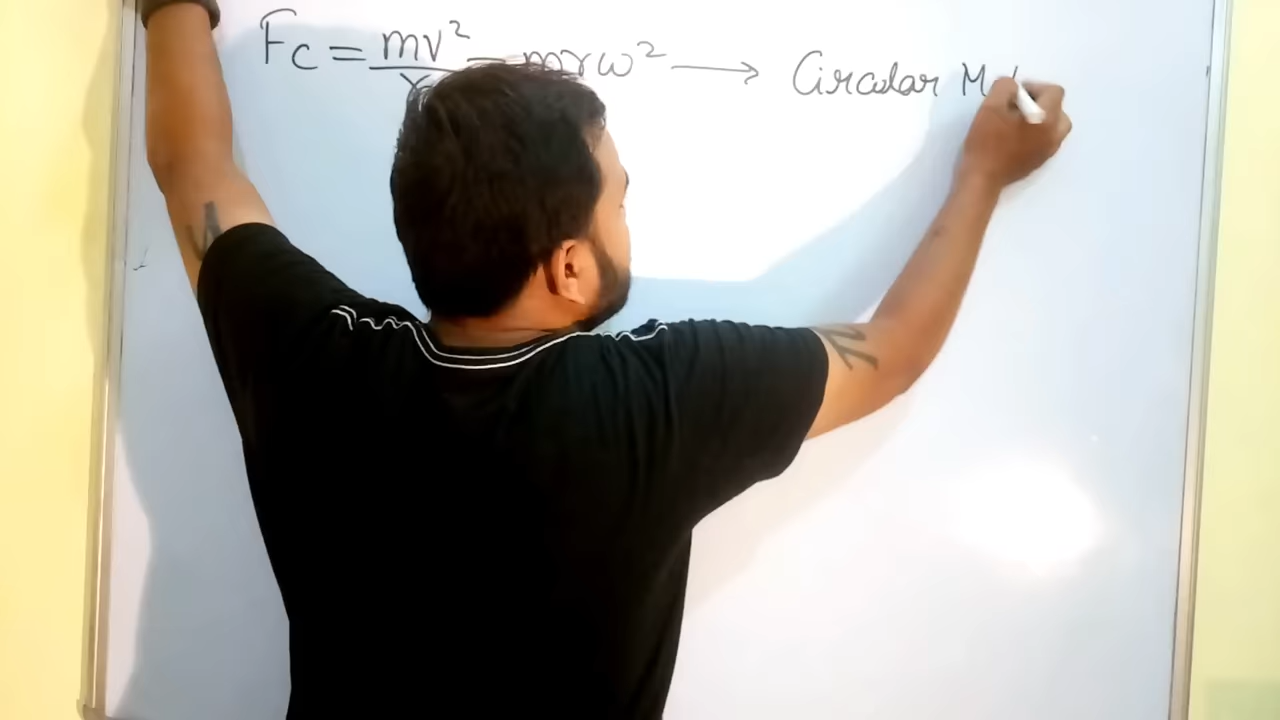 Fc = mv²/r = mrω² → Circular M